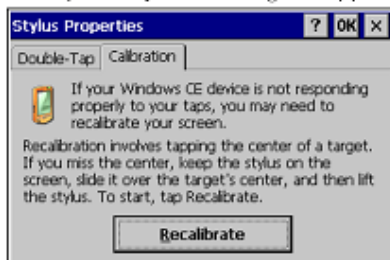 Stylus Properties ? OK ×
Double-Tap Calibration
If your Windows CE device is not responding
properly to your taps, you may need to
recalibrate your screen.
Recalibration involves tapping the center of a target.
If you miss the center, keep the stylus on the
screen, slide it over the target's center, and then lift
the stylus. To start, tap Recalibrate.
Recalibrate